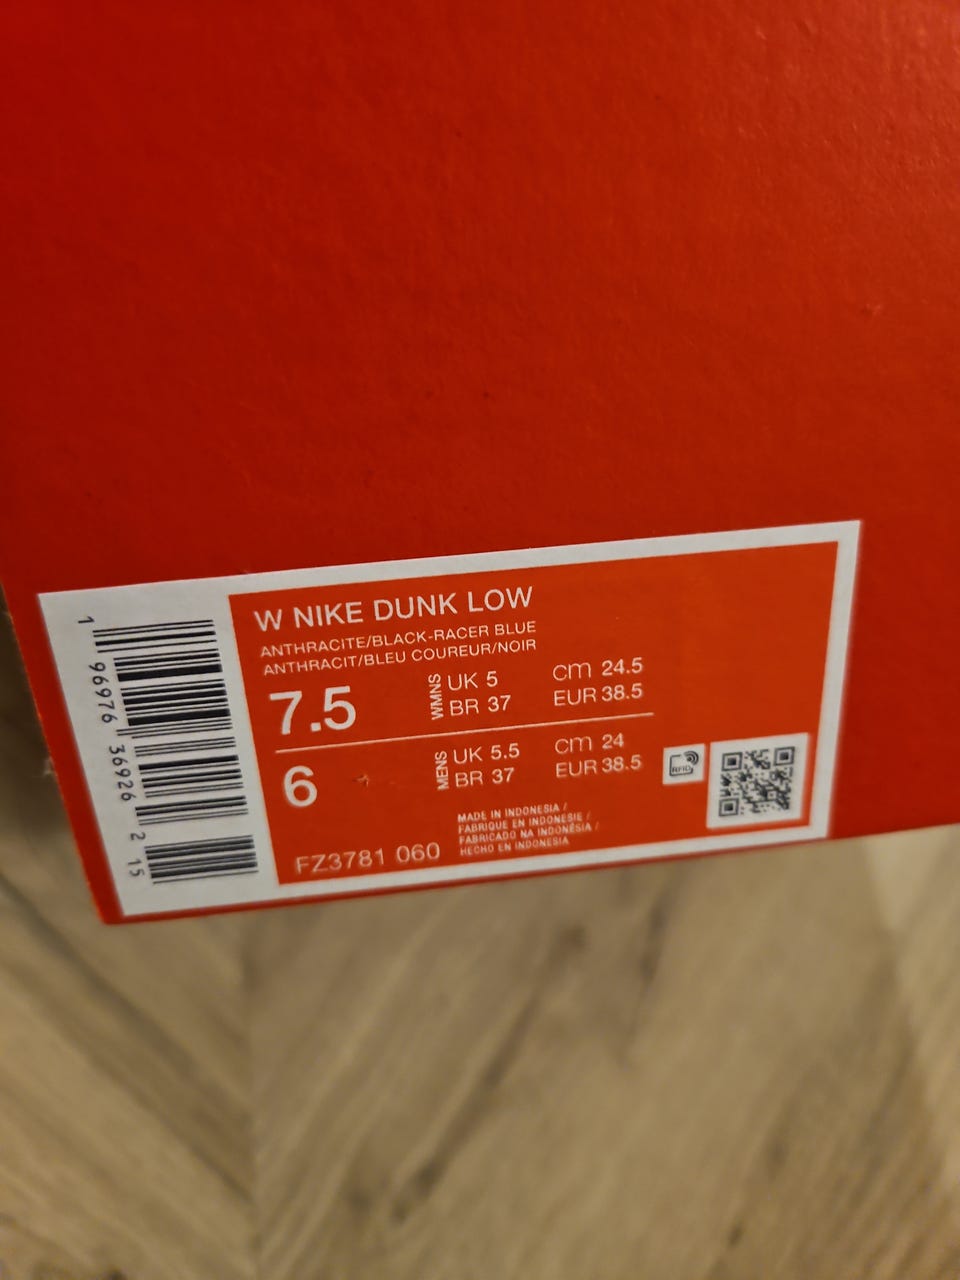 W NIKE DUNK LOW
ANTHRACITE/BLACK-RACER BLUE
ANTHRACIT/BLEU COUREUR/NOIR
7.5 WMNS UK 5 cm 24.5
BR 37 EUR 38.5
6 MENS UK 5.5 cm 24
BR 37 EUR 38.5
RFID
MADE IN INDONESIA /
FABRIQUE EN INDONESIE /
FABRICADO NA INDONÉSIA /
HECHO EN INDONESIA
FZ3781 060
1 96976 36926 2 15